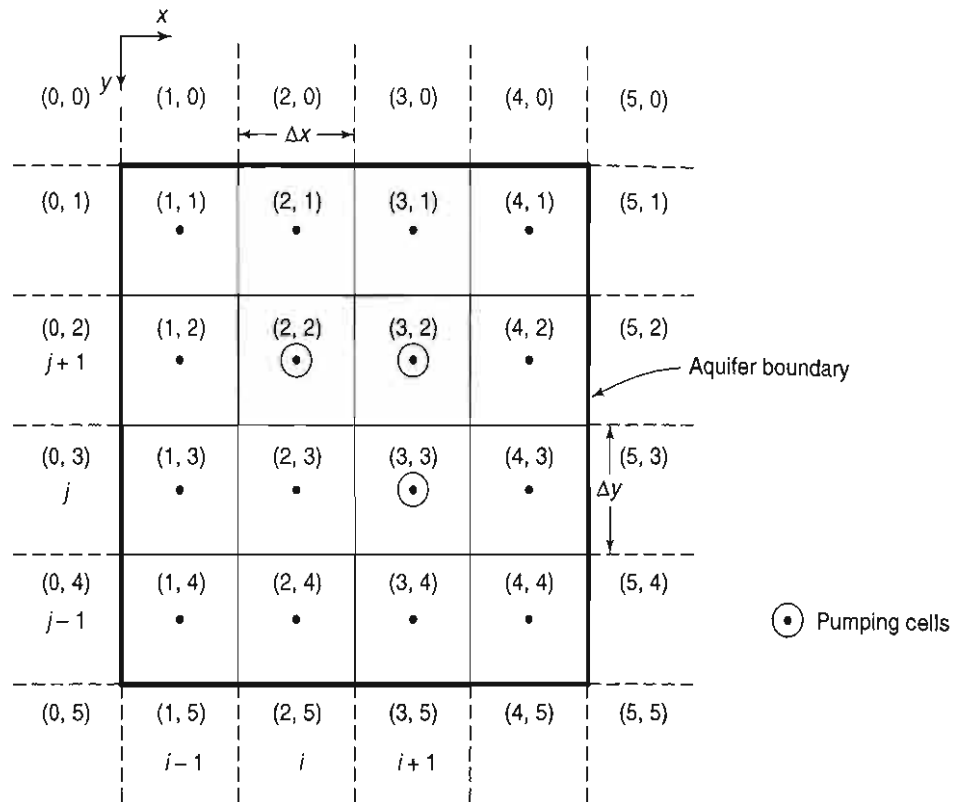 x
y
(0, 0) (1, 0) (2, 0) (3, 0) (4, 0) (5, 0)
Δx
(0, 1) (1, 1) (2, 1) (3, 1) (4, 1) (5, 1)
(0, 2) (1, 2) (2, 2) (3, 2) (4, 2) (5, 2)
j + 1
Aquifer boundary
(0, 3) (1, 3) (2, 3) (3, 3) (4, 3) (5, 3)
j
Δy
(0, 4) (1, 4) (2, 4) (3, 4) (4, 4) (5, 4)
j – 1
Pumping cells
(0, 5) (1, 5) (2, 5) (3, 5) (4, 5) (5, 5)
i – 1 i i + 1